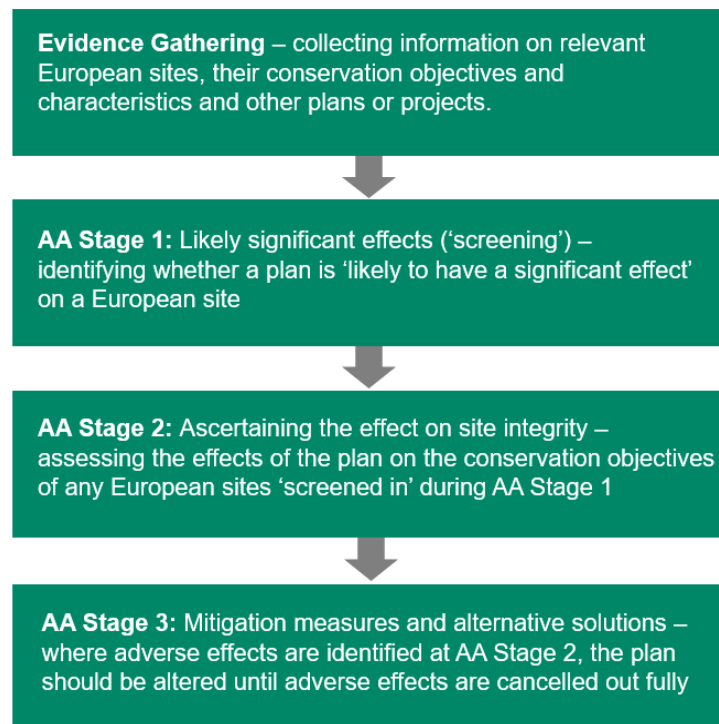 Evidence Gathering – collecting information on relevant
European sites, their conservation objectives and
characteristics and other plans or projects.
AA Stage 1: Likely significant effects (‘screening’) –
identifying whether a plan is ‘likely to have a significant effect’
on a European site
AA Stage 2: Ascertaining the effect on site integrity –
assessing the effects of the plan on the conservation objectives
of any European sites ‘screened in’ during AA Stage 1
AA Stage 3: Mitigation measures and alternative solutions –
where adverse effects are identified at AA Stage 2, the plan
should be altered until adverse effects are cancelled out fully